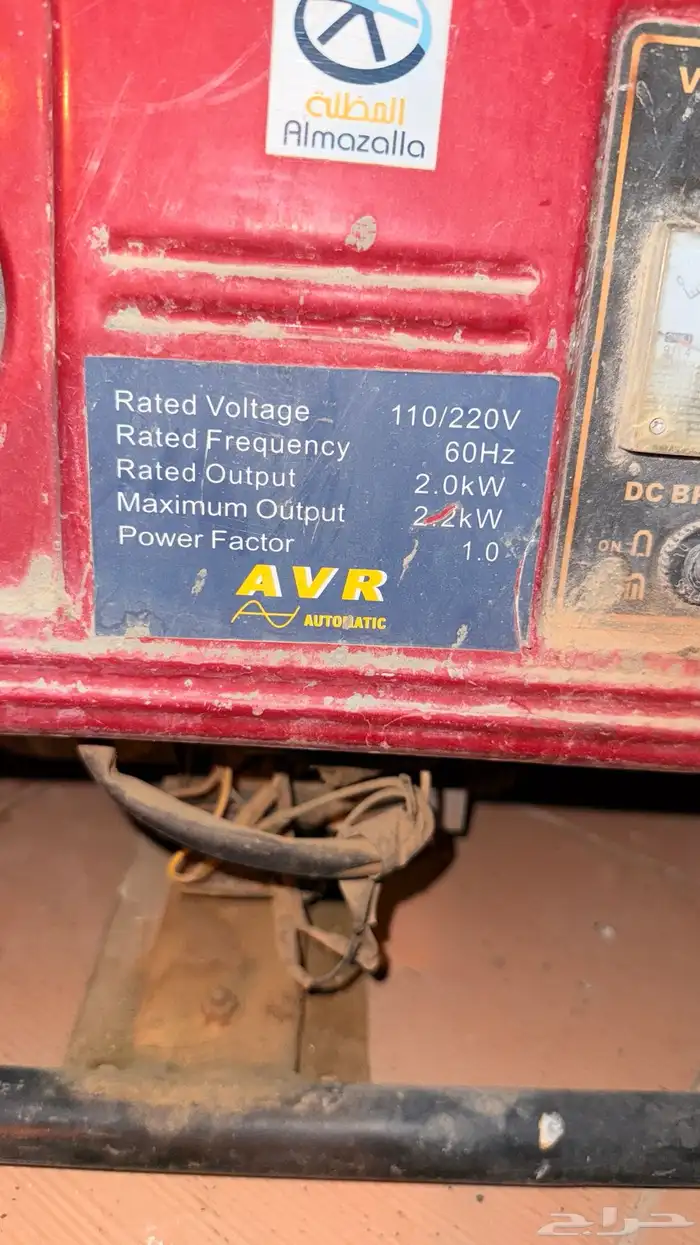 المظلة
Almazalla
V
Rated Voltage 110/220V
Rated Frequency 60Hz
Rated Output 2.0kW
Maximum Output 2.2kW
Power Factor 1.0
AVR
AUTOMATIC
DC B
ON
حراج